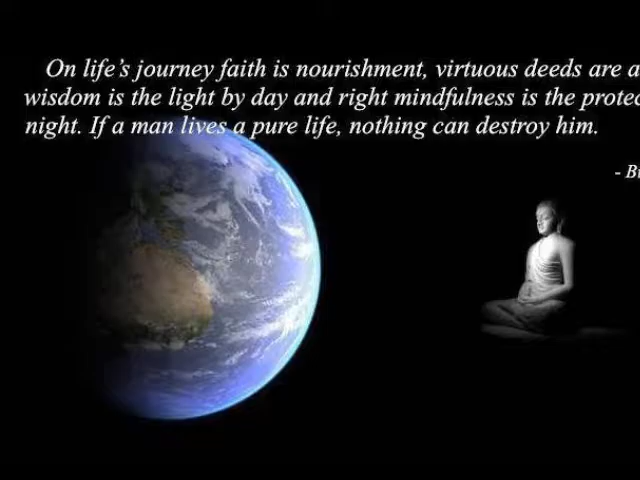 On life's journey faith is nourishment, virtuous deeds are a
wisdom is the light by day and right mindfulness is the protec
night. If a man lives a pure life, nothing can destroy him.
- Bu